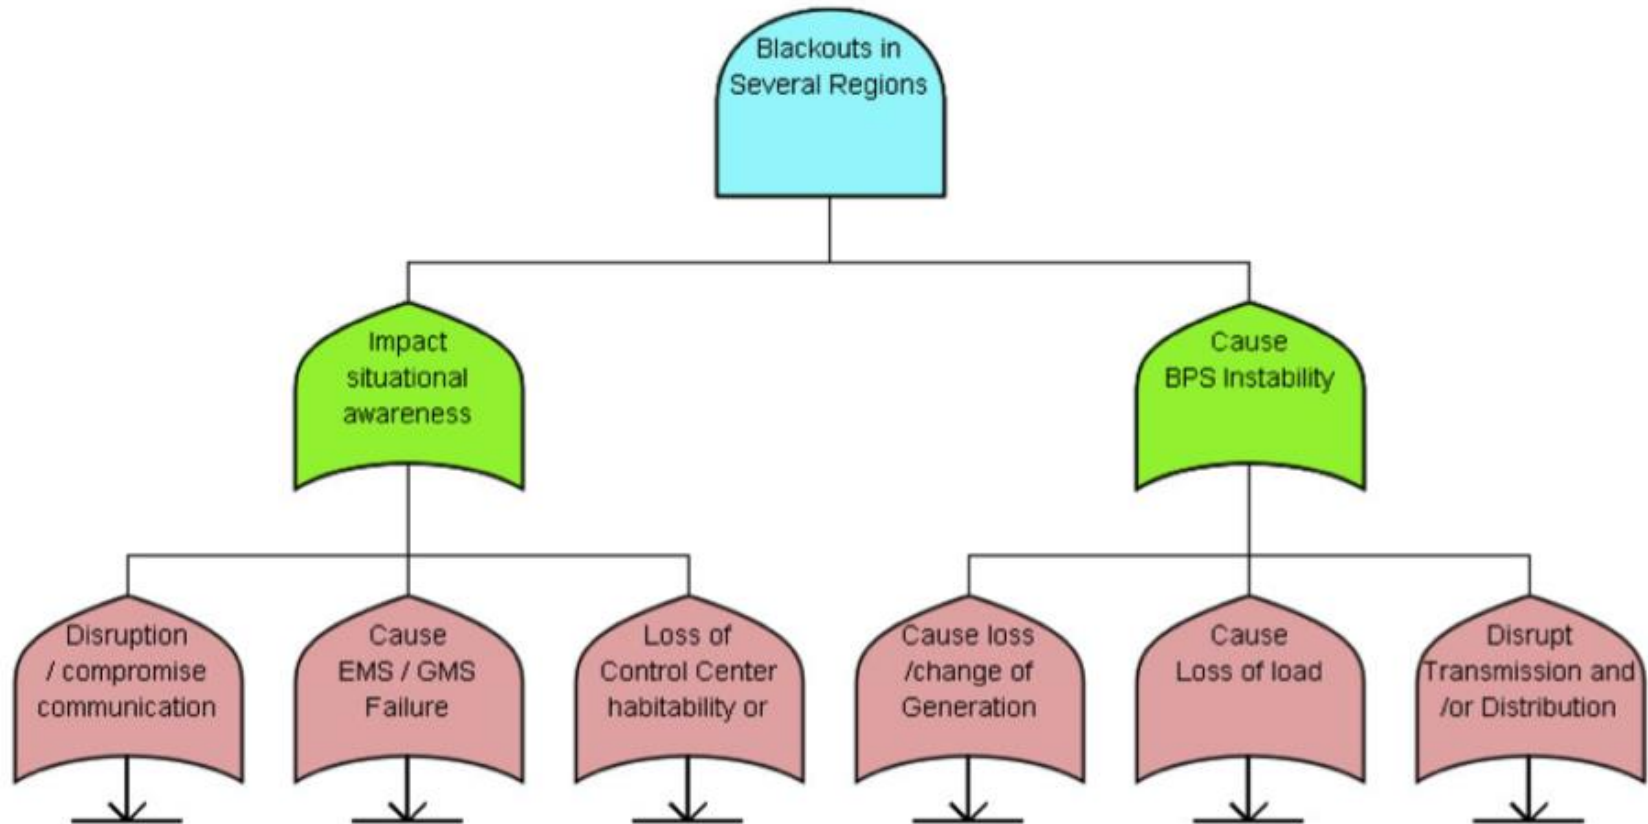 Blackouts in
Several Regions
Impact
situational
awareness
Cause
BPS Instability
Disruption
/ compromise
communication
Cause
EMS / GMS
Failure
Loss of
Control Center
habitability or
Cause loss
/change of
Generation
Cause
Loss of load
Disrupt
Transmission and
/or Distribution